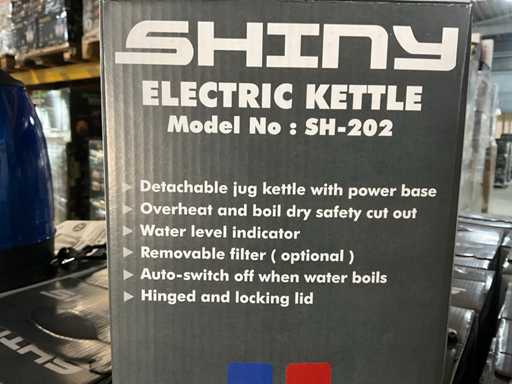 SHINY
ELECTRIC KETTLE
Model No : SH-202
Detachable jug kettle with power base
Overheat and boil dry safety cut out
Water level indicator
Removable filter ( optional )
Auto-switch off when water boils
Hinged and locking lid